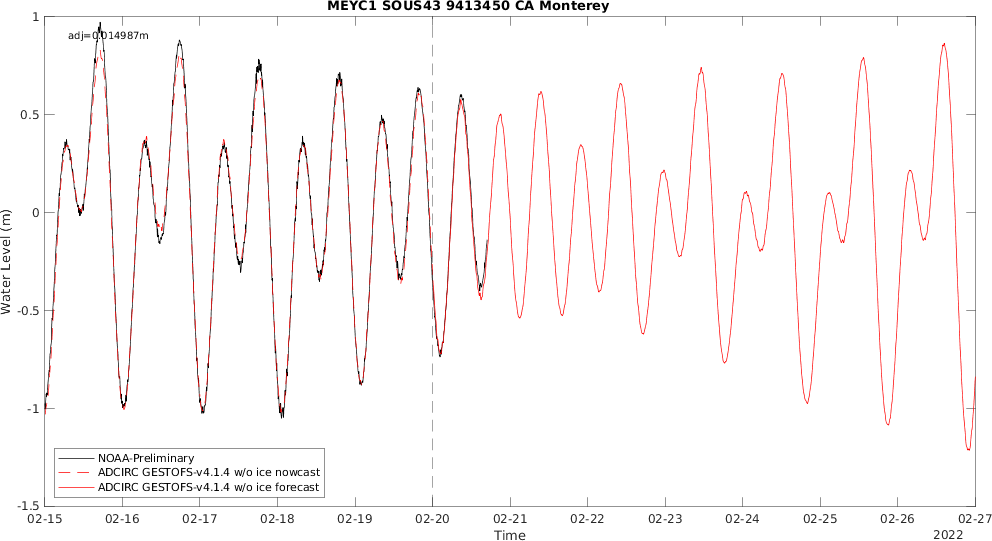 MEYC1 SOUS43 9413450 CA Monterey
1
adj=0.014987m
0.5
0
Water Level (m)
-0.5
-1
NOAA-Preliminary
ADCIRC GESTOFS-v4.1.4 w/o ice nowcast
ADCIRC GESTOFS-v4.1.4 w/o ice forecast
-1.5
02-15 02-16 02-17 02-18 02-19 02-20 02-21 02-22 02-23 02-24 02-25 02-26 02-27
Time
2022